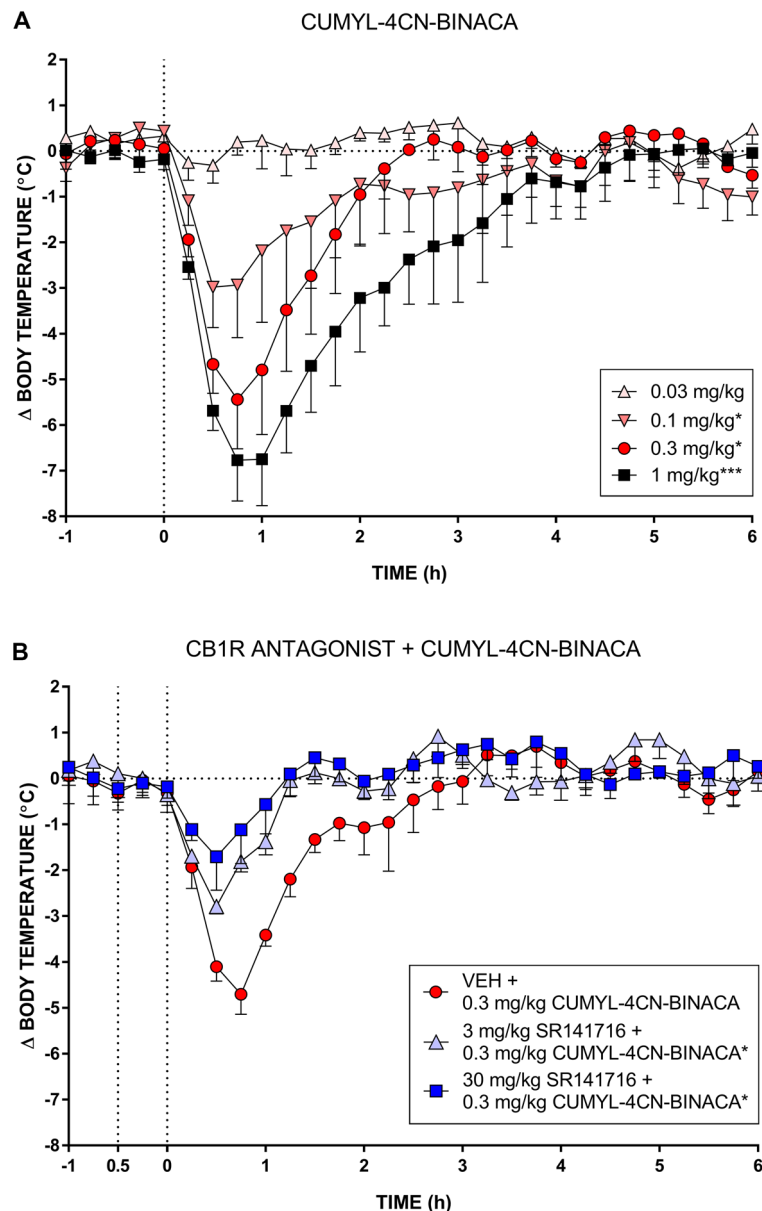 A
CUMYL-4CN-BINACA
2
1
0
-1
-2
-3
-4
-5
-6
-7
-8
Δ BODY TEMPERATURE (°C)
0.03 mg/kg
0.1 mg/kg*
0.3 mg/kg*
1 mg/kg***
-1 0 1 2 3 4 5 6
TIME (h)
B
CB1R ANTAGONIST + CUMYL-4CN-BINACA
2
1
0
-1
-2
-3
-4
-5
-6
-7
-8
Δ BODY TEMPERATURE (°C)
VEH +
0.3 mg/kg CUMYL-4CN-BINACA
3 mg/kg SR141716 +
0.3 mg/kg CUMYL-4CN-BINACA*
30 mg/kg SR141716 +
0.3 mg/kg CUMYL-4CN-BINACA*
-1 0.5 0 1 2 3 4 5 6
TIME (h)